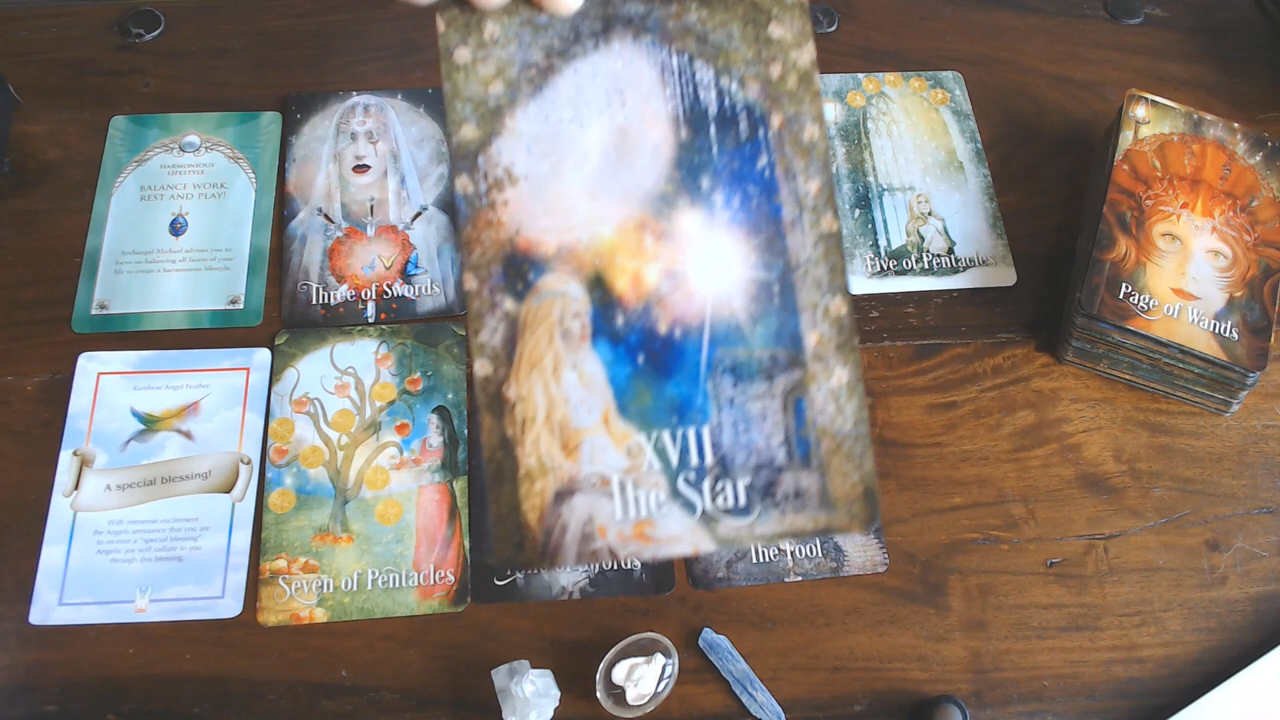 HARMONIOUS
LIFESTYLE
BALANCE WORK,
REST AND PLAY!
Archangel Michael advises you to
focus on balancing all facets of your
life to create a harmonious lifestyle.
Three of Swords
XVII
The Star
Five of Pentacles
Page of Wands
Rainbow Angel Feather
A special blessing!
With immense excitement
the Angels announce that you are
to receive a "special blessing"
Angelic joy will radiate to you
through this blessing.
Seven of Pentacles
of Swords
The Fool